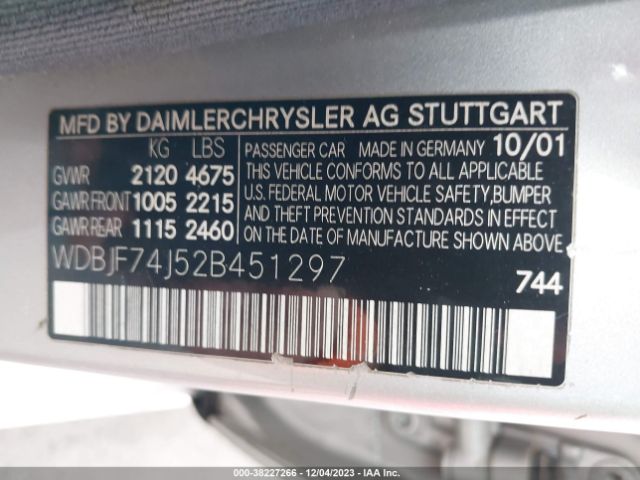 MFD BY DAIMLERCHRYSLER AG STUTTGART
KG LBS
GVWR 2120 4675
GAWR FRONT 1005 2215
GAWR REAR 1115 2460
PASSENGER CAR MADE IN GERMANY 10/01
THIS VEHICLE CONFORMS TO ALL APPLICABLE
U.S. FEDERAL MOTOR VEHICLE SAFETY,BUMPER
AND THEFT PREVENTION STANDARDS IN EFFECT
ON DATE OF MANUFACTURE SHOWN ABOVE
WDBJF74J52B451297
744
000-38227266 - 12/04/2023 - IAA Inc.